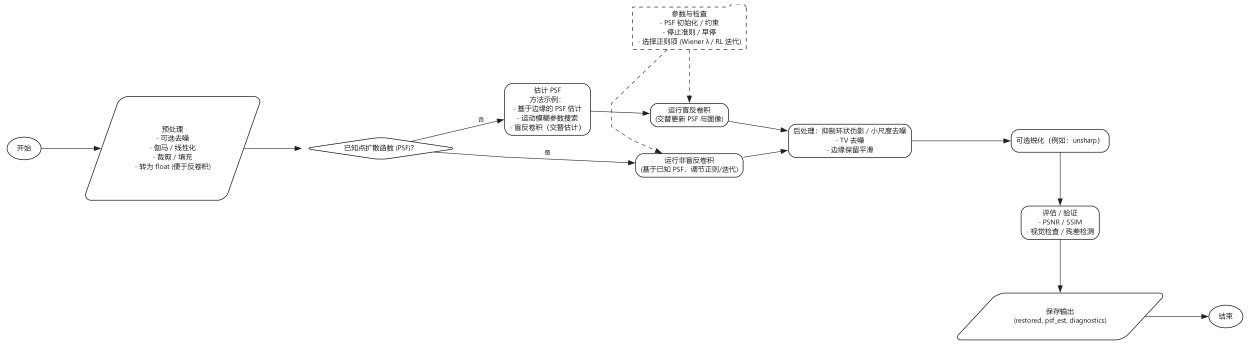 参数与检查
- PSF 初始化 / 约束
- 停止准则 / 早停
- 选择正则项 (Wiener λ / RL 迭代)
开始
预处理
- 可选去噪
- 伽马 / 线性化
- 裁剪 / 填充
- 转为 float (便于反卷积)
已知点扩散函数 (PSF)?
否
是
估计 PSF
方法示例:
- 基于边缘的 PSF 估计
- 运动模糊参数搜索
- 盲反卷积（交替估计）
运行盲反卷积
(交替更新 PSF 与图像)
运行非盲反卷积
(基于已知 PSF，调节正则/迭代)
后处理：抑制环状伪影 / 小尺度去噪
- TV 去噪
- 边缘保留平滑
可选锐化（例如：unsharp）
评估 / 验证
- PSNR / SSIM
- 视觉检查 / 残差检测
保存输出
(restored, psf_est, diagnostics)
结束